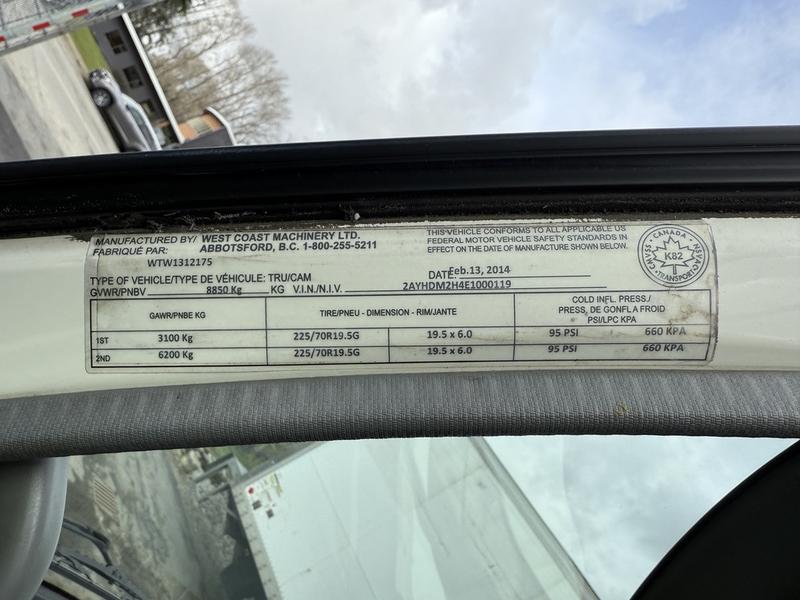 MANUFACTURED BY/ WEST COAST MACHINERY LTD.
FABRIQUÉ PAR: ABBOTSFORD, B.C. 1-800-255-5211
WTW1312175
THIS VEHICLE CONFORMS TO ALL APPLICABLE US
FEDERAL MOTOR VEHICLE SAFETY STANDARDS IN
EFFECT ON THE DATE OF MANUFACTURE SHOWN BELOW.
CANADA
K82
TRANSPORT
CMVSS
NSVAC
TYPE OF VEHICLE/TYPE DE VÉHICULE: TRU/CAM DATE: Feb.13, 2014
GVWR/PNBV 8850 Kg KG V.I.N./N.I.V. 2AYHDM2H4E1000119
GAWR/PNBE KG TIRE/PNEU - DIMENSION - RIM/JANTE COLD INFL. PRESS./
PRESS, DE GONFL A FROID
PSI/LPC KPA
1ST 3100 Kg 225/70R19.5G 19.5 x 6.0 95 PSI 660 KPA
2ND 6200 Kg 225/70R19.5G 19.5 x 6.0 95 PSI 660 KPA